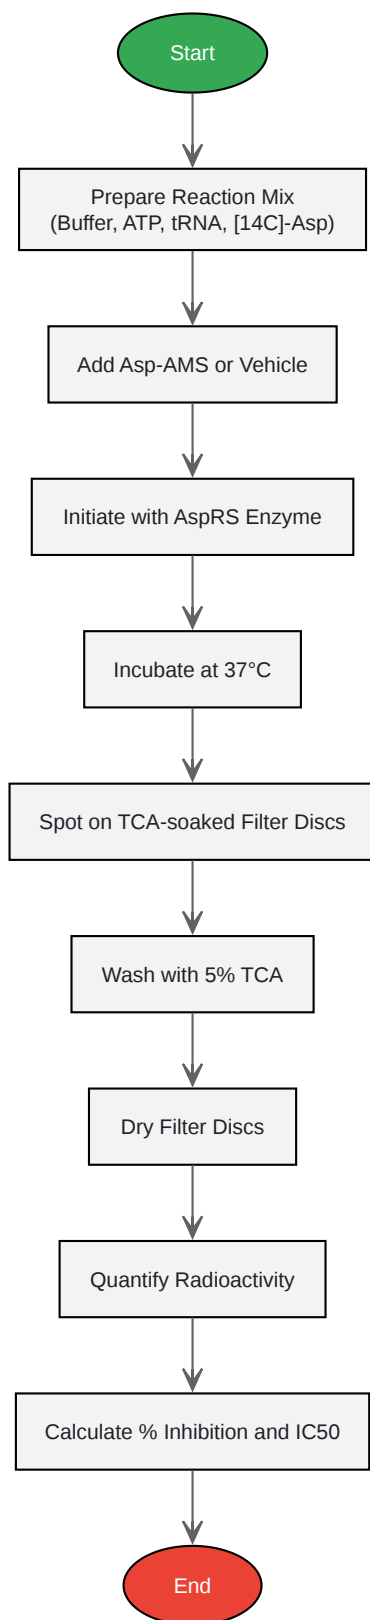 Start
Prepare Reaction Mix
(Buffer, ATP, tRNA, [14C]-Asp)
Add Asp-AMS or Vehicle
Initiate with AspRS Enzyme
Incubate at 37°C
Spot on TCA-soaked Filter Discs
Wash with 5% TCA
Dry Filter Discs
Quantify Radioactivity
Calculate % Inhibition and IC50
End